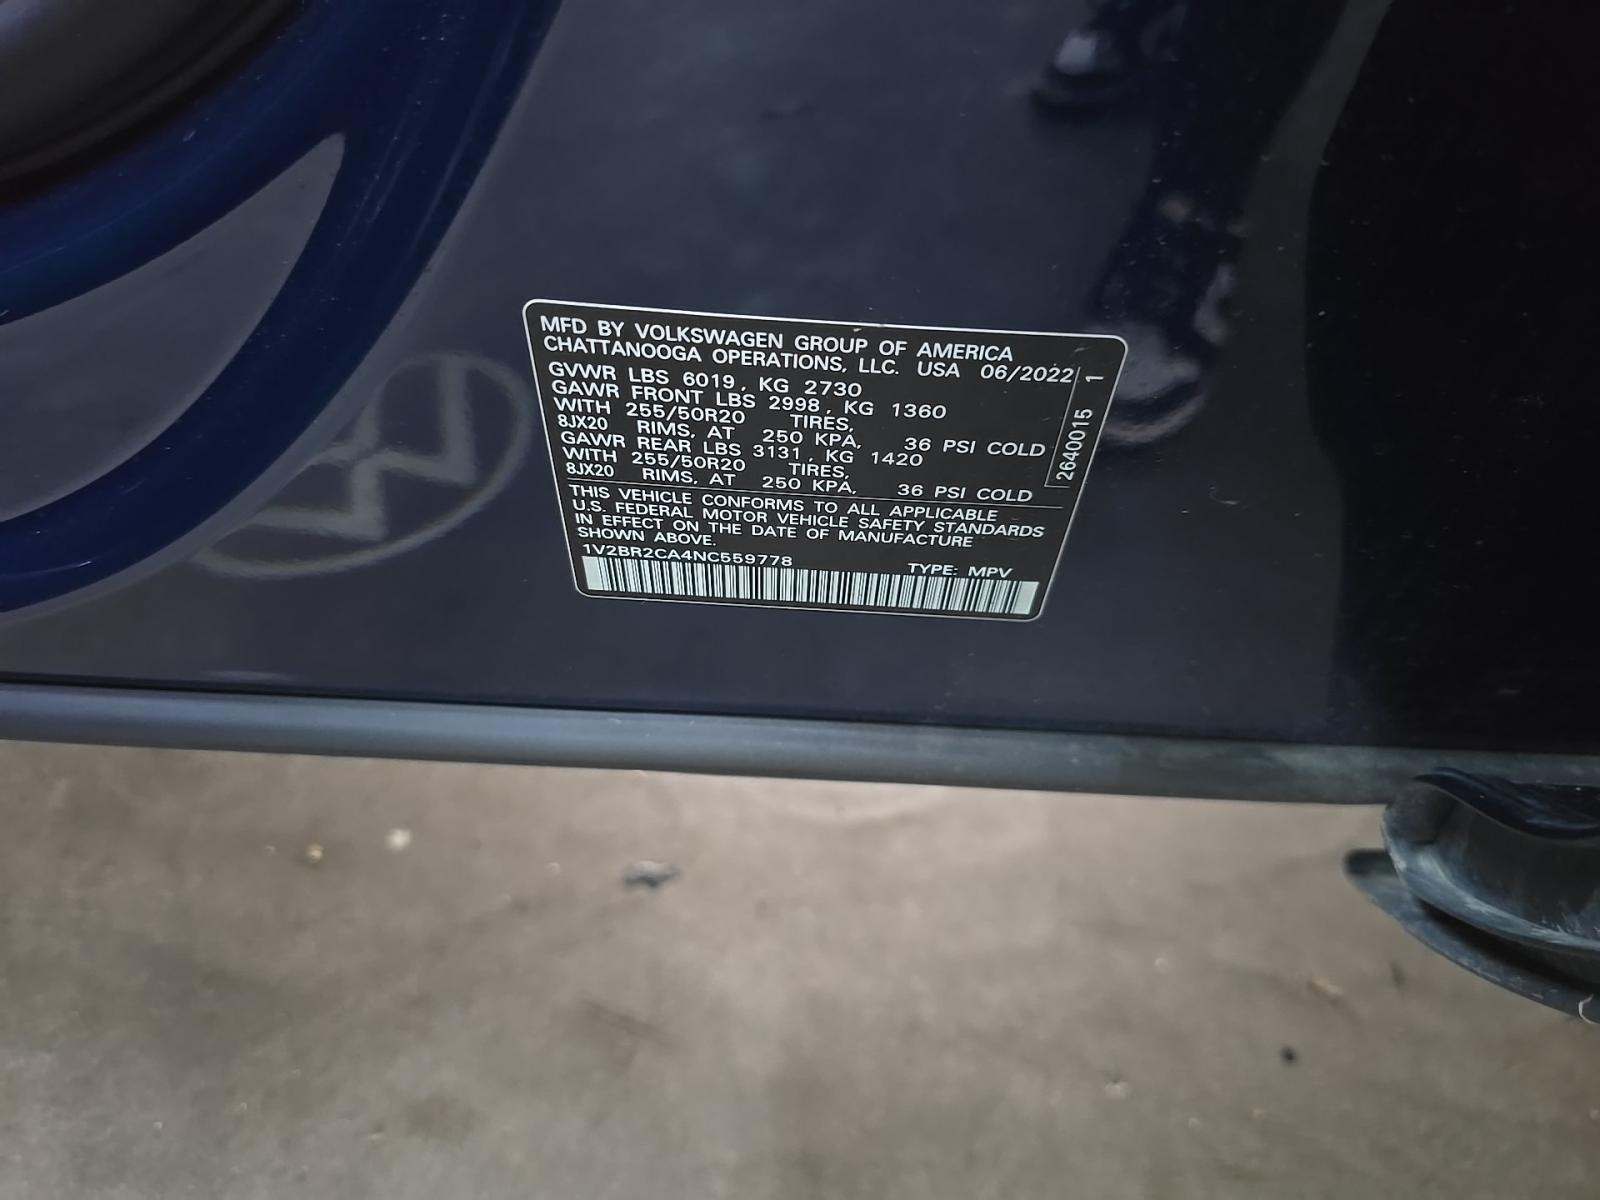 MFD BY VOLKSWAGEN GROUP OF AMERICA
CHATTANOOGA OPERATIONS, LLC. USA 06/2022
GVWR LBS 6019, KG 2730
GAWR FRONT LBS 2998, KG 1360
WITH 255/50R20 TIRES,
8JX20 RIMS, AT 250 KPA, 36 PSI COLD
GAWR REAR LBS 3131, KG 1420
WITH 255/50R20 TIRES,
8JX20 RIMS, AT 250 KPA, 36 PSI COLD
THIS VEHICLE CONFORMS TO ALL APPLICABLE
U.S. FEDERAL MOTOR VEHICLE SAFETY STANDARDS
IN EFFECT ON THE DATE OF MANUFACTURE
SHOWN ABOVE.
1V2BR2CA4NC559778 TYPE: MPV
2640015 1